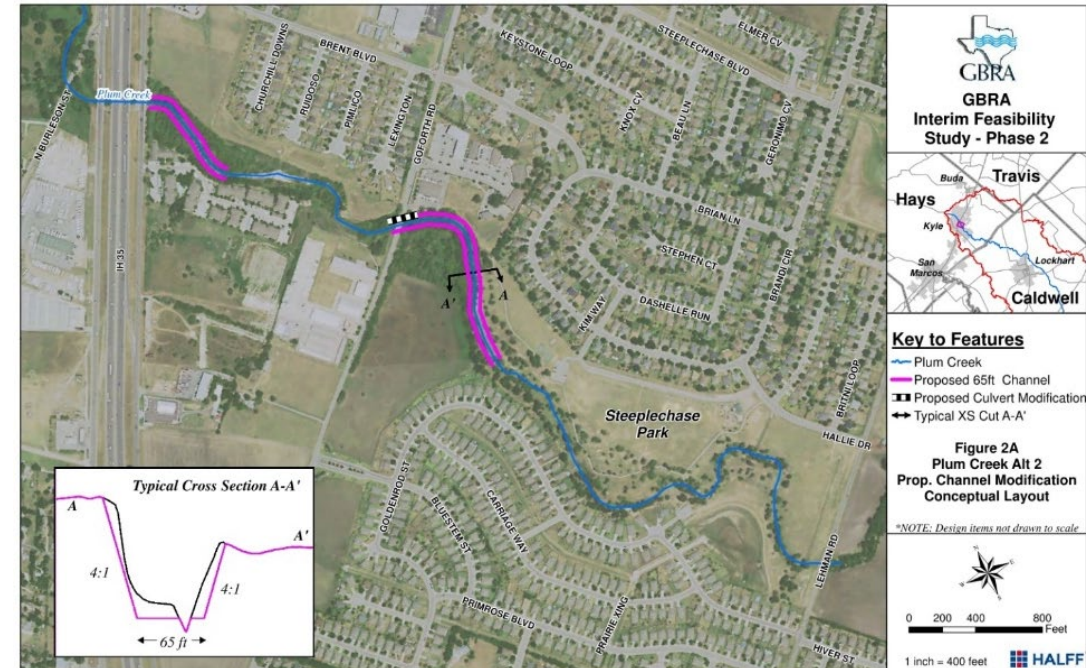 N BURLESON ST
Plum Creek
IH 35
CHURCHILL DOWNS
RUIDOSO
PIMLICO
LEXINGTON
BRENT BLVD
GOFORTH RD
KEYSTONE LOOP
STEEPLECHASE BLVD
ELMER CV
KNOX CV
BEAU LN
GERONIMO CV
BRIAN LN
STEPHEN CT
BRANDI CIR
DASHELLE RUN
KIM WAY
A'
A
BRITNI LOOP
HALLIE DR
Steeplechase
Park
GOLDENROD ST
BLUESTEM ST
CARRIAGE WAY
PRIMROSE BLVD
PRAIRIE XING
LEHMAN RD
HIVER ST
Typical Cross Section A-A'
A
A'
4:1
4:1
65 ft
GBRA
GBRA
Interim Feasibility
Study - Phase 2
Buda
Travis
Hays
Kyle
San
Marcos
Lockhart
Caldwell
Key to Features
Plum Creek
Proposed 65ft Channel
Proposed Culvert Modification
Typical XS Cut A-A'
Figure 2A
Plum Creek Alt 2
Prop. Channel Modification
Conceptual Layout
*NOTE: Design items not drawn to scale
0 400 800
Feet
1 inch = 400 feet
HALFF